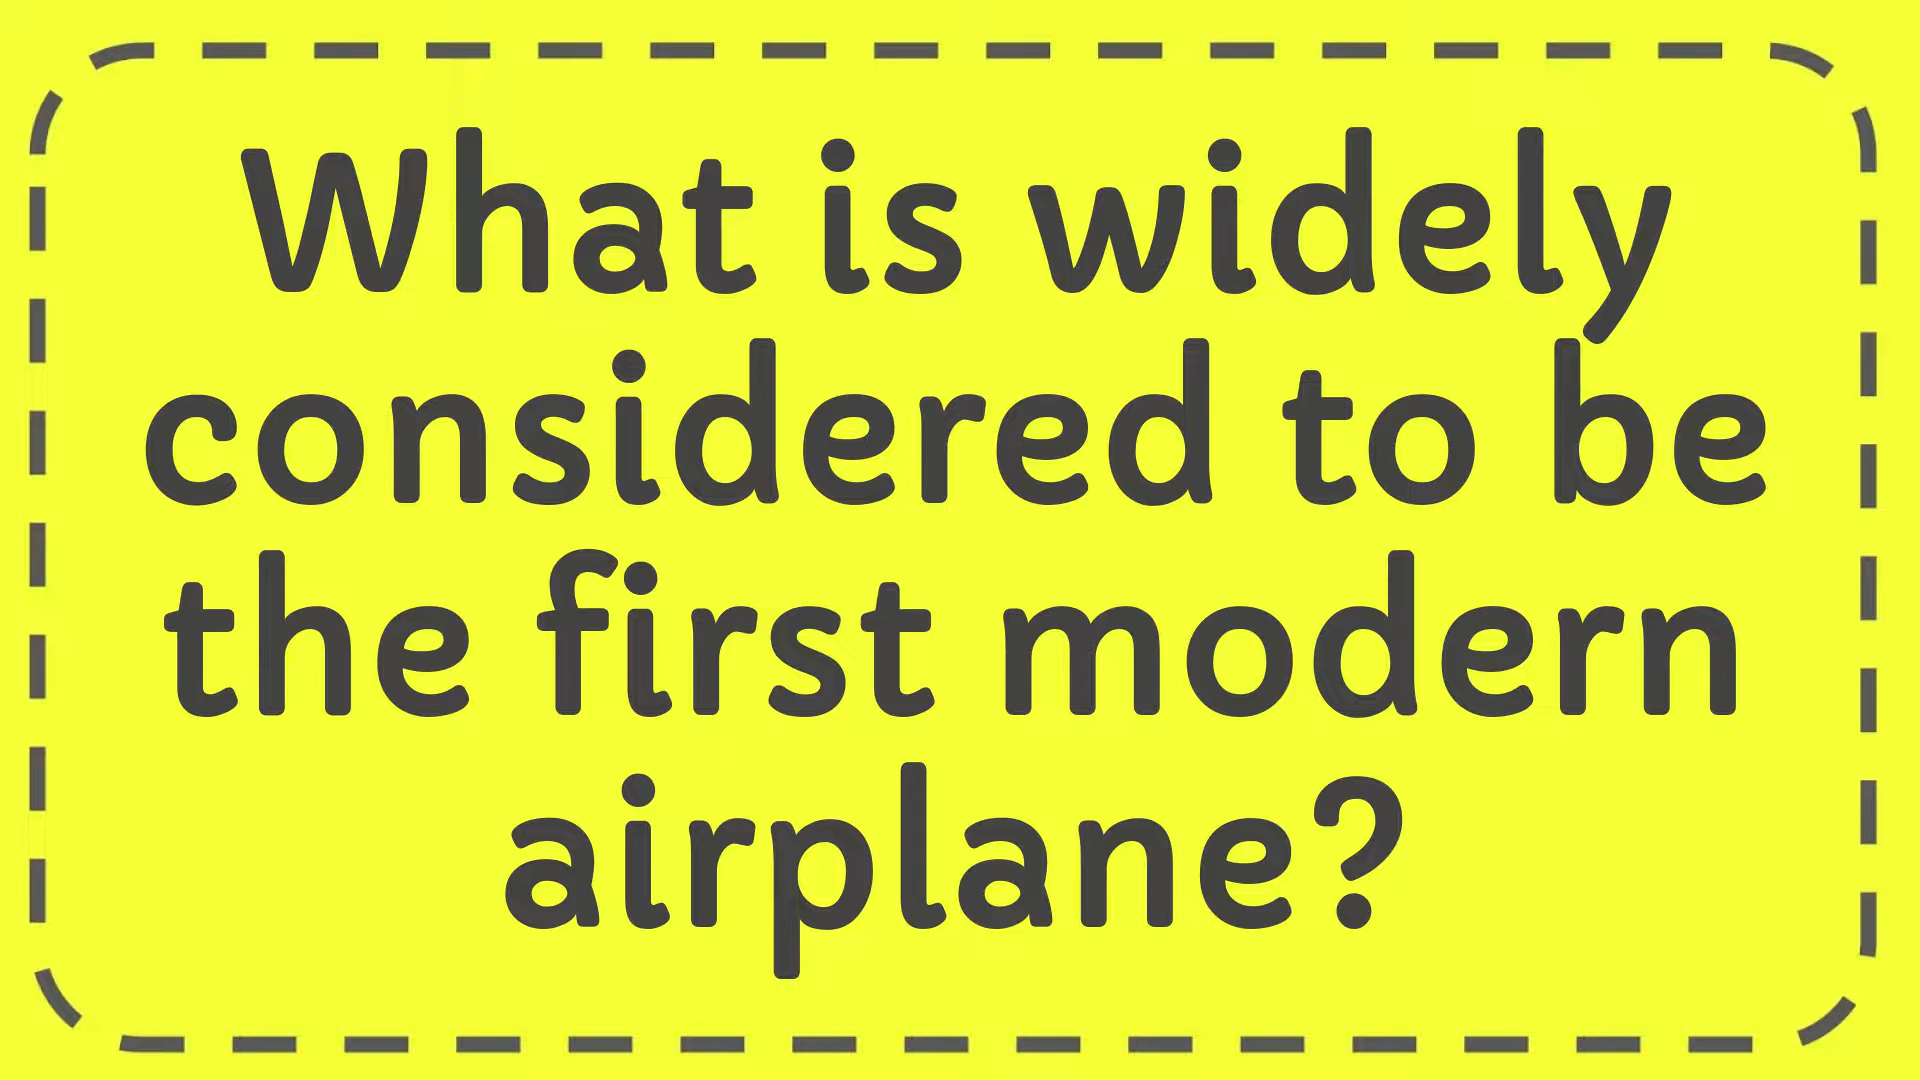 What is widely
considered to be
the first modern
airplane?